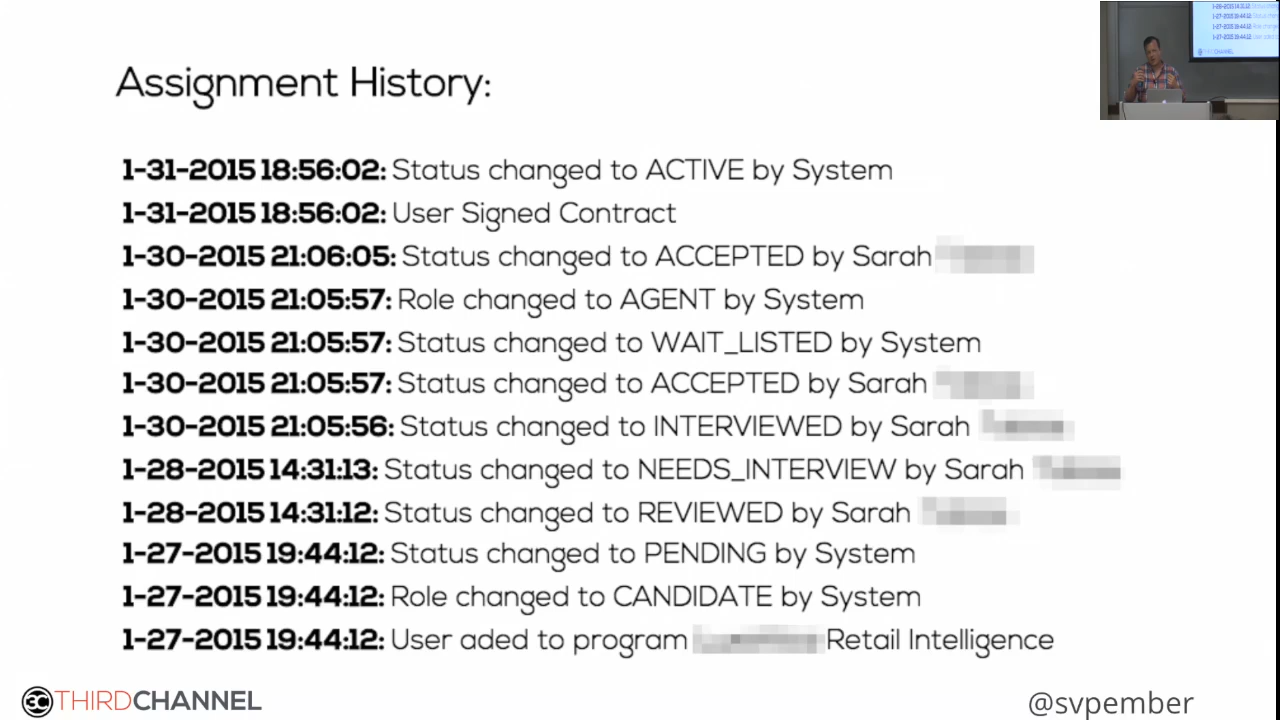 Assignment History:
1-31-2015 18:56:02: Status changed to ACTIVE by System
1-31-2015 18:56:02: User Signed Contract
1-30-2015 21:06:05: Status changed to ACCEPTED by Sarah
1-30-2015 21:05:57: Role changed to AGENT by System
1-30-2015 21:05:57: Status changed to WAIT_LISTED by System
1-30-2015 21:05:57: Status changed to ACCEPTED by Sarah
1-30-2015 21:05:56: Status changed to INTERVIEWED by Sarah
1-28-2015 14:31:13: Status changed to NEEDS_INTERVIEW by Sarah
1-28-2015 14:31:12: Status changed to REVIEWED by Sarah
1-27-2015 19:44:12: Status changed to PENDING by System
1-27-2015 19:44:12: Role changed to CANDIDATE by System
1-27-2015 19:44:12: User aded to program Retail Intelligence
3C THIRDCHANNEL
@svpember